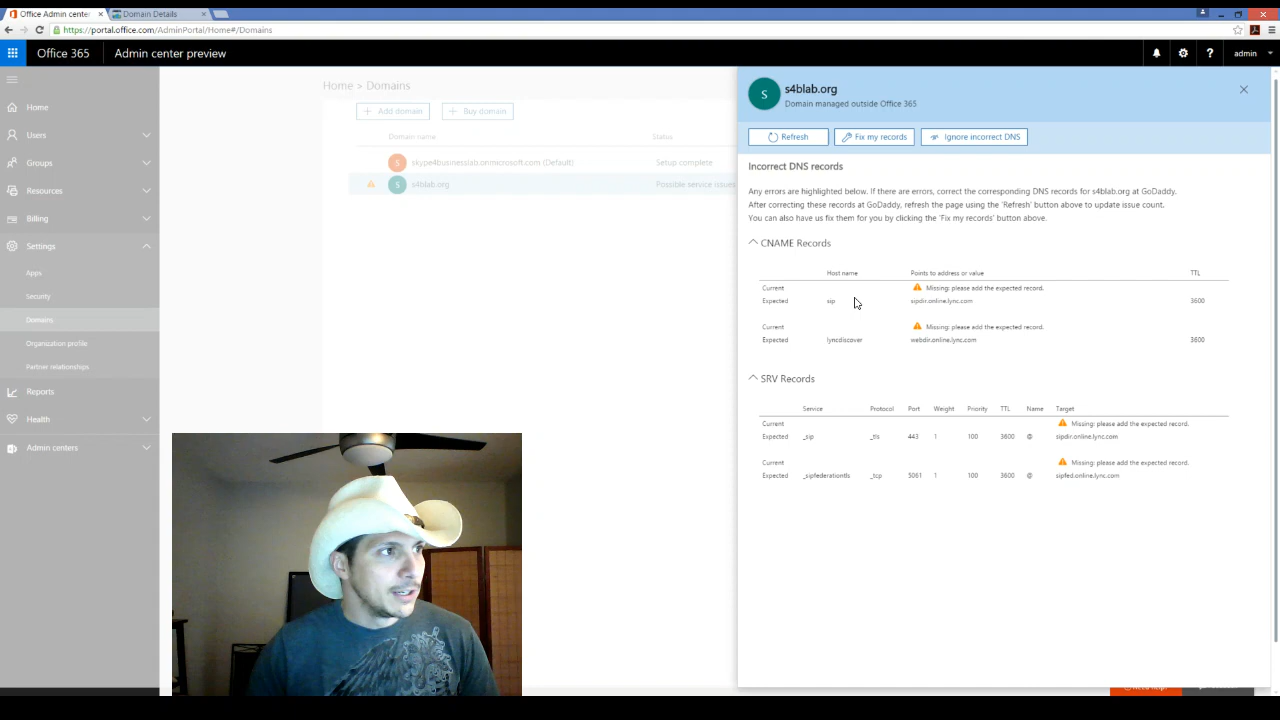 Office Admin center
Domain Details
https://portal.office.com/AdminPortal/Home#/Domains
Office 365
Admin center preview
admin
Home
Users
Groups
Resources
Billing
Settings
Apps
Security
Domains
Organization profile
Partner relationships
Reports
Health
Admin centers
Home > Domains
Add domain
Buy domain
Domain name
Status
skype4businesslabs.onmicrosoft.com (Default)
Setup complete
s4blab.org
Possible service issues
S
s4blab.org
Domain managed outside Office 365
Refresh
Fix my records
Ignore incorrect DNS
Incorrect DNS records
Any errors are highlighted below. If there are errors, correct the corresponding DNS records for s4blab.org at GoDaddy.
After correcting these records at GoDaddy, refresh the page using the 'Refresh' button above to update issue count.
You can also have us fix them for you by clicking the 'Fix my records' button above.
CNAME Records
Host name Points to address or value TTL
Current Missing: please add the expected record.
Expected sip sipdir.online.lync.com 3600
Current Missing: please add the expected record.
Expected lyncdiscover webdir.online.lync.com 3600
SRV Records
Service Protocol Port Weight Priority TTL Name Target
Current Missing: please add the expected record.
Expected _sip _tls 443 1 100 3600 @ sipdir.online.lync.com
Current Missing: please add the expected record.
Expected _sipfederationtls _tcp 5061 1 100 3600 @ sipfed.online.lync.com
Need help?